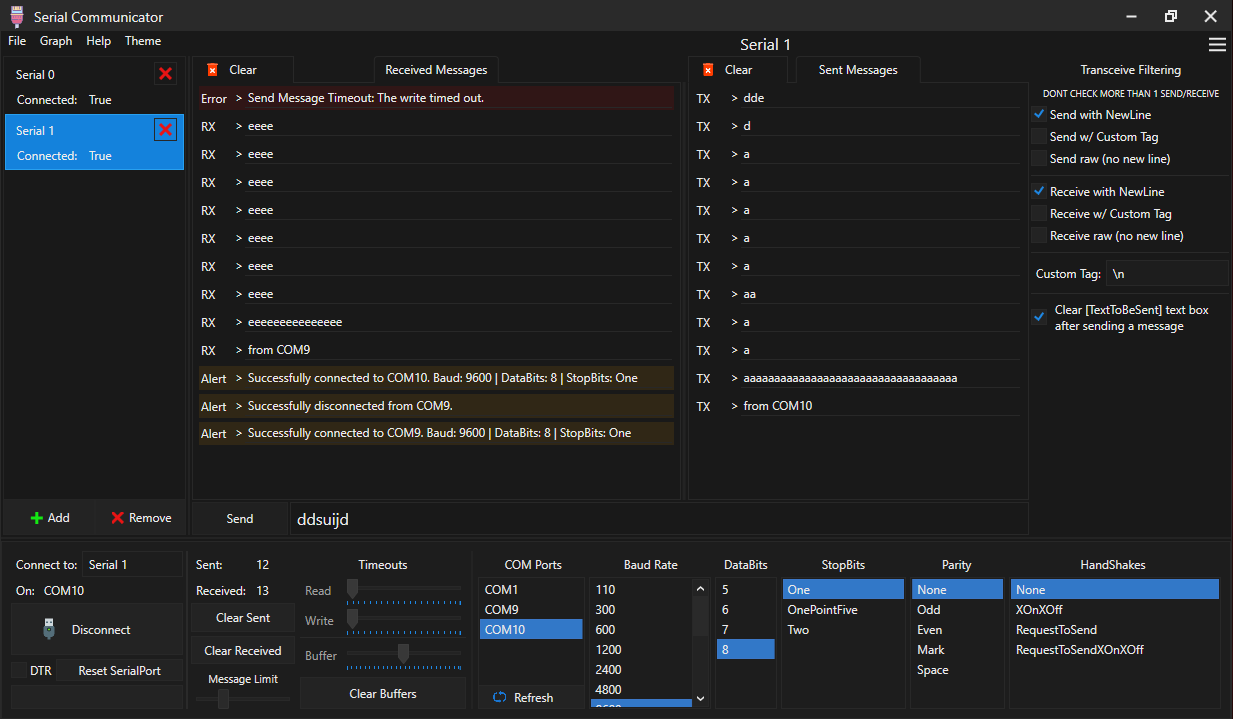 Serial Communicator
File Graph Help Theme
Serial 1
Serial 0
Connected: True
Serial 1
Connected: True
Add
Remove
Clear
Received Messages
Error > Send Message Timeout: The write timed out.
RX > eeee
RX > eeee
RX > eeee
RX > eeee
RX > eeee
RX > eeee
RX > eeee
RX > eeeeeeeeeeeeeee
RX > from COM9
Alert > Successfully connected to COM10. Baud: 9600 | DataBits: 8 | StopBits: One
Alert > Successfully disconnected from COM9.
Alert > Successfully connected to COM9. Baud: 9600 | DataBits: 8 | StopBits: One
Clear
Sent Messages
TX > dde
TX > d
TX > a
TX > a
TX > a
TX > a
TX > a
TX > aa
TX > a
TX > a
TX > aaaaaaaaaaaaaaaaaaaaaaaaaaaaaaaaaaa
TX > from COM10
Send
ddsuijd
Transceive Filtering
DONT CHECK MORE THAN 1 SEND/RECEIVE
Send with NewLine
Send w/ Custom Tag
Send raw (no new line)
Receive with NewLine
Receive w/ Custom Tag
Receive raw (no new line)
Custom Tag: \n
Clear [TextToBeSent] text box
after sending a message
Connect to: Serial 1
On: COM10
Disconnect
DTR
Reset SerialPort
Sent: 12
Received: 13
Clear Sent
Clear Received
Message Limit
Timeouts
Read
Write
Buffer
Clear Buffers
COM Ports
COM1
COM9
COM10
Refresh
Baud Rate
110
300
600
1200
2400
4800
9600
DataBits
5
6
7
8
StopBits
One
OnePointFive
Two
Parity
None
Odd
Even
Mark
Space
HandShakes
None
XOnXOff
RequestToSend
RequestToSendXOnXOff